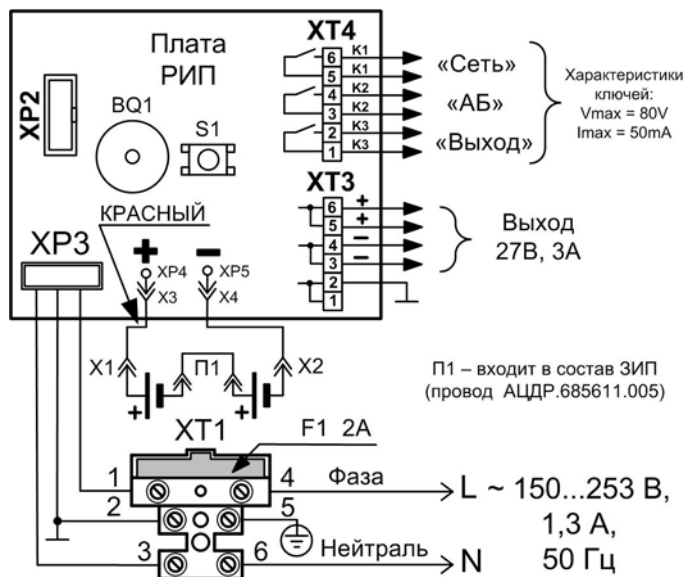 XT4
Плата
РИП
XP2
BQ1
S1
6 K1
5 K1
4 K2
3 K2
2 K3
1 K3
«Сеть»
«АБ»
«Выход»
Характеристики
ключей:
Vmax = 80V
Imax = 50mA
XT3
6 +
5 +
4 –
3 –
2
1
Выход
27В, 3А
КРАСНЫЙ
XP3
+
–
XP4
XP5
X3
X4
X1
П1
X2
+
+
П1 – входит в состав ЗИП
(провод АЦДР.685611.005)
XT1
F1 2A
1
4
Фаза
L ~ 150...253 В,
2
5
1,3 А,
3
6
Нейтраль
N
50 Гц